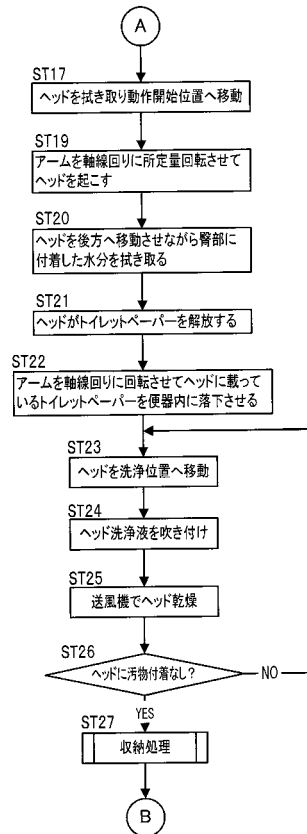 A
ST17
ヘッドを拭き取り動作開始位置へ移動
ST19
アームを軸線回りに所定量回転させて
ヘッドを起こす
ST20
ヘッドを後方へ移動させながら臀部に
付着した水分を拭き取る
ST21
ヘッドがトイレットペーパーを解放する
ST22
アームを軸線回りに回転させてヘッドに載って
いるトイレットペーパーを便器内に落下させる
ST23
ヘッドを洗浄位置へ移動
ST24
ヘッド洗浄液を吹き付け
ST25
送風機でヘッド乾燥
ST26
ヘッドに汚物付着なし?
NO
YES
ST27
収納処理
B